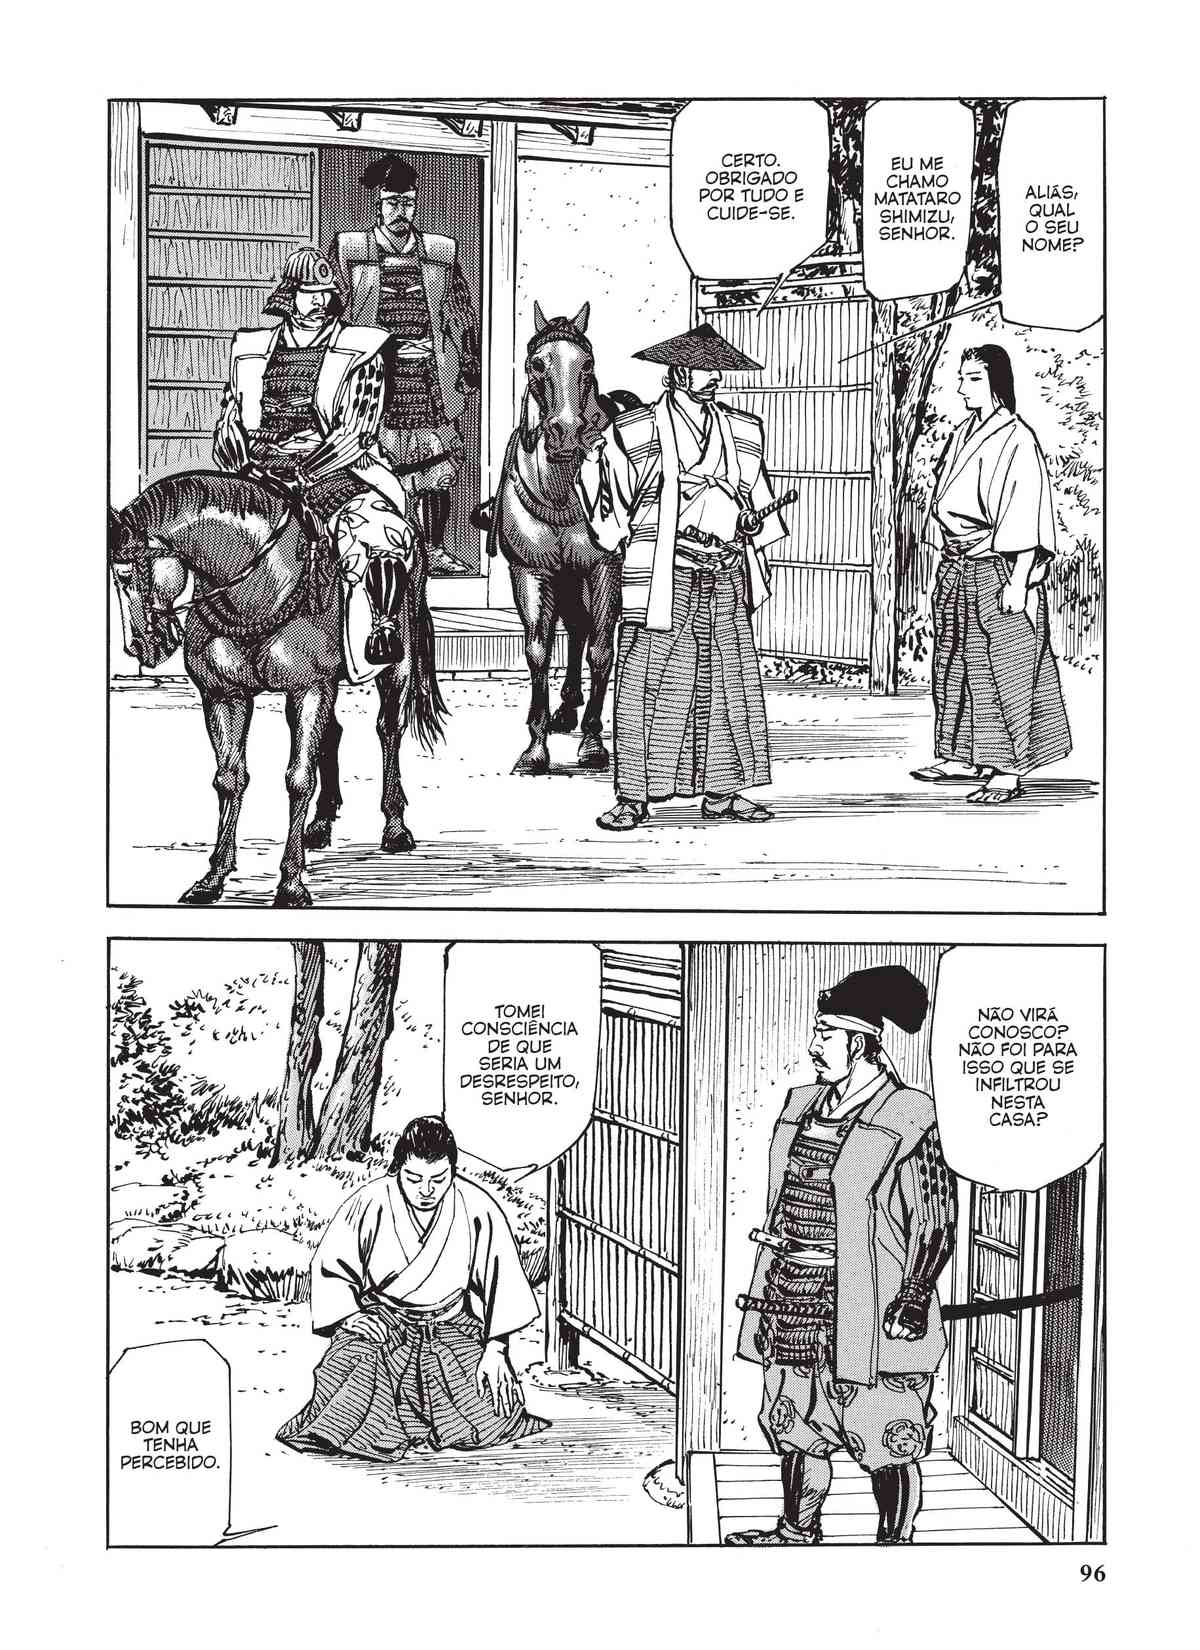 ALIÁS,
QUAL
O SEU
NOME?
EU ME
CHAMO
MATATARO
SHIMIZU,
SENHOR.
CERTO.
OBRIGADO
POR TUDO E
CUIDE-SE.
NÃO VIRÁ
CONOSCO?
NÃO FOI PARA
ISSO QUE SE
INFILTROU
NESTA
CASA?
TOMEI
CONSCIÊNCIA
DE QUE
SERIA UM
DESRESPEITO,
SENHOR.
BOM QUE
TENHA
PERCEBIDO.
96